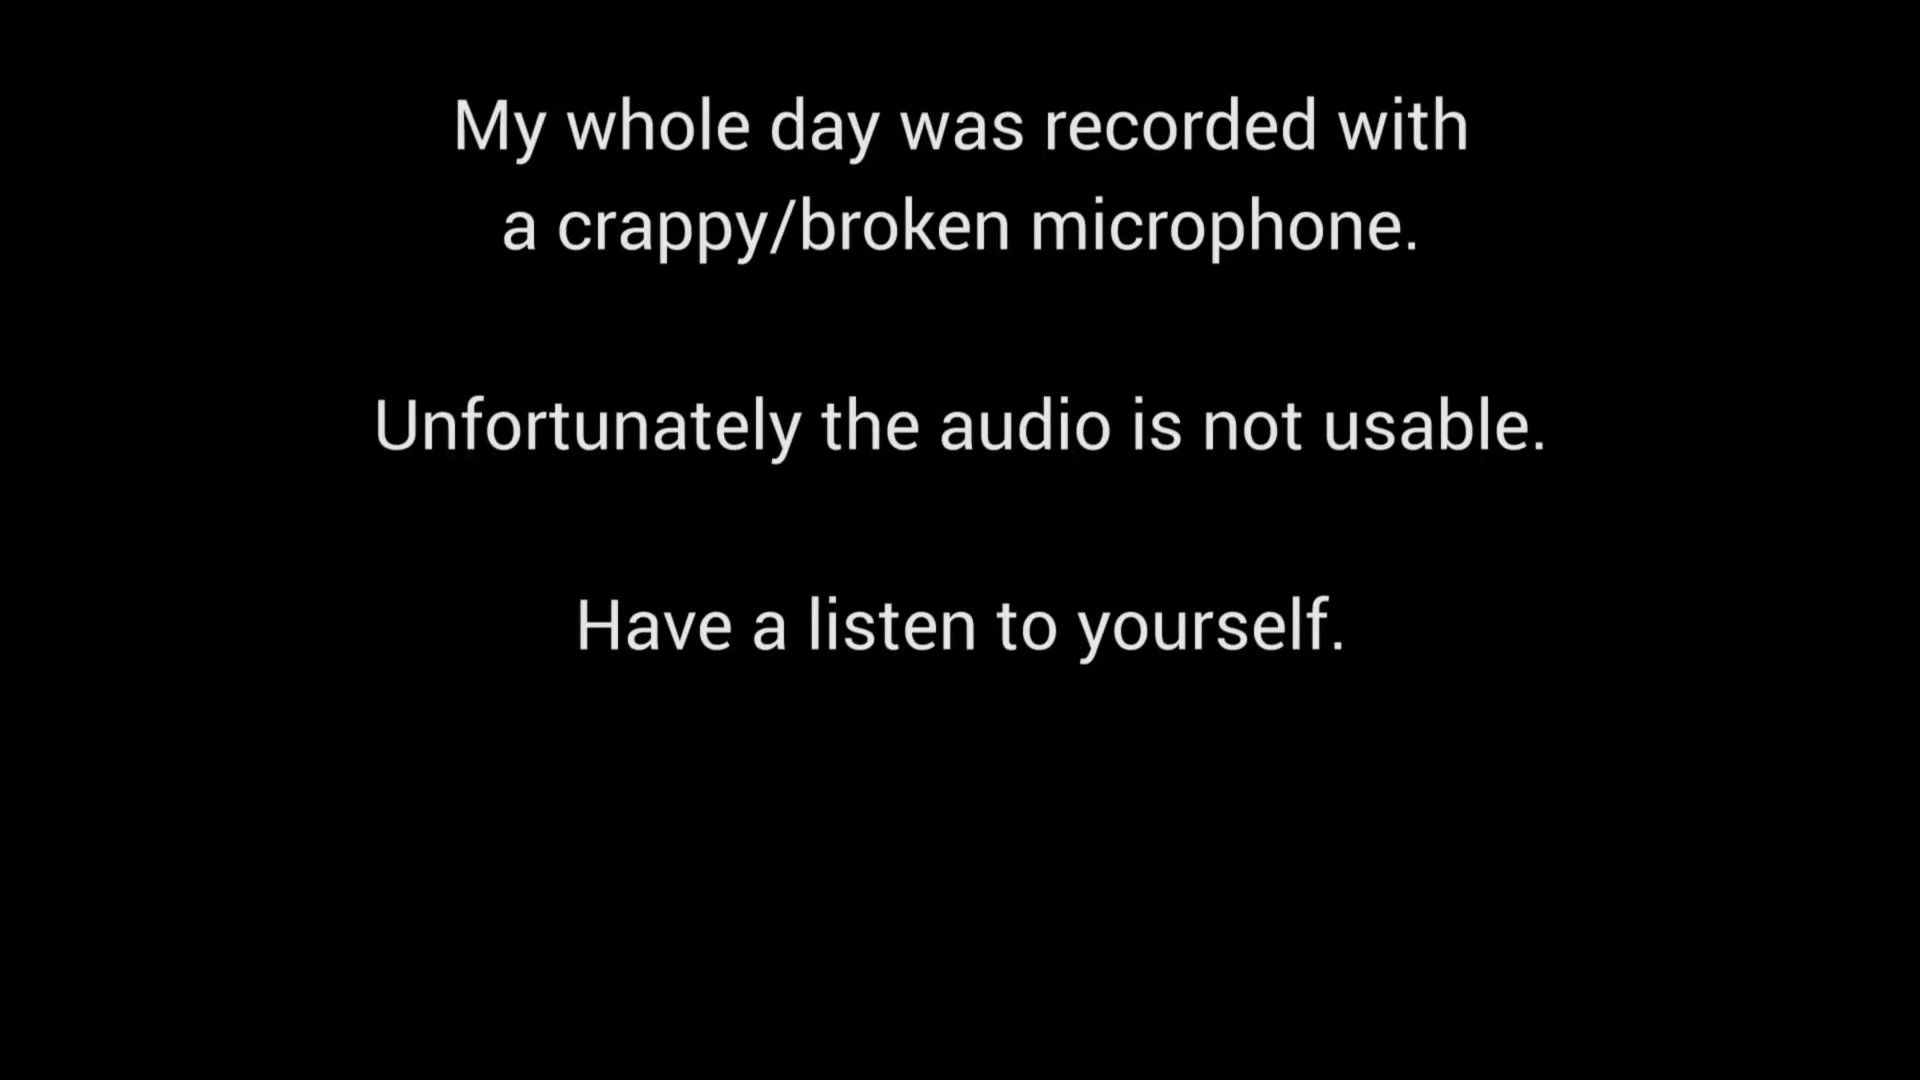 My whole day was recorded with
a crappy/broken microphone.
Unfortunately the audio is not usable.
Have a listen to yourself.